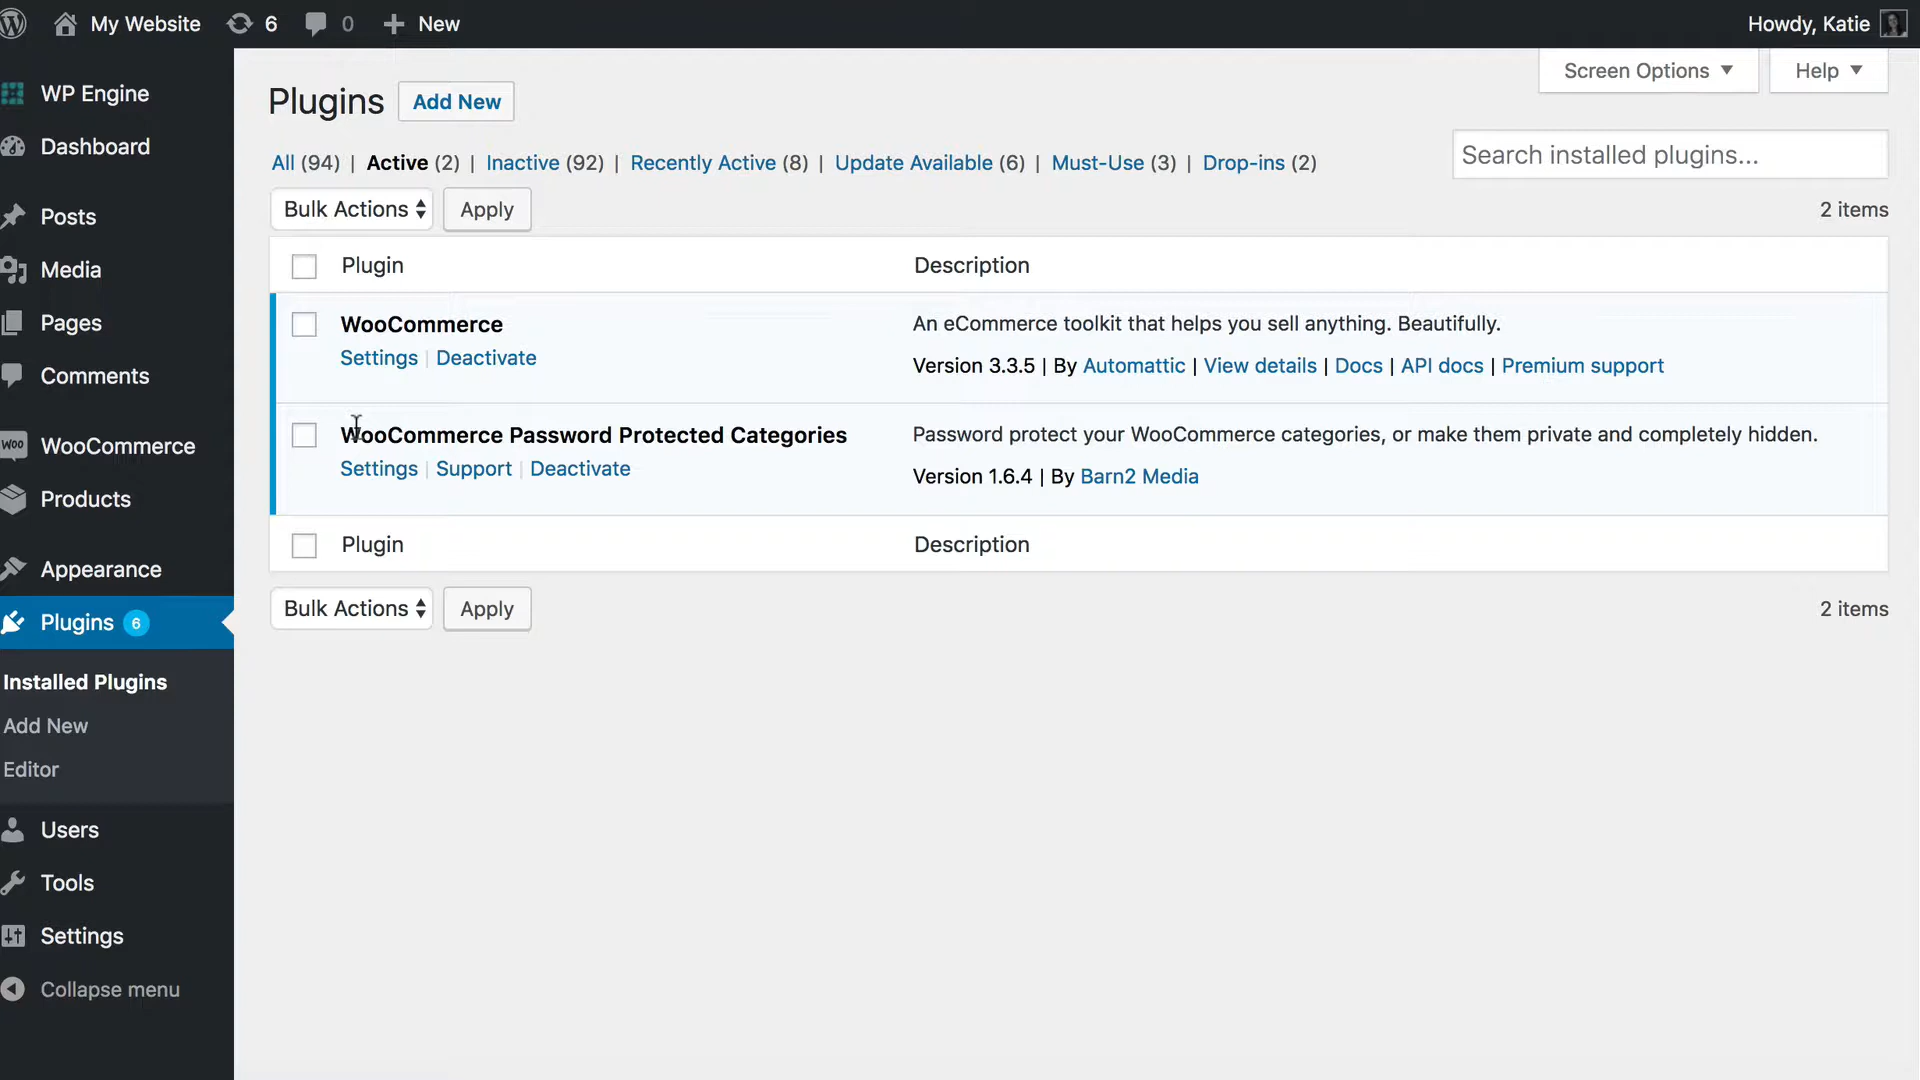 My Website 6 0 + New Howdy, Katie
WP Engine
Dashboard
Posts
Media
Pages
Comments
WOO WooCommerce
Products
Appearance
Plugins 6
Installed Plugins
Add New
Editor
Users
Tools
Settings
Collapse menu
Screen Options Help
Plugins Add New
All (94) | Active (2) | Inactive (92) | Recently Active (8) | Update Available (6) | Must-Use (3) | Drop-ins (2)
Search installed plugins...
Bulk Actions Apply 2 items
Plugin Description
WooCommerce An eCommerce toolkit that helps you sell anything. Beautifully.
Settings | Deactivate Version 3.3.5 | By Automattic | View details | Docs | API docs | Premium support
WooCommerce Password Protected Categories Password protect your WooCommerce categories, or make them private and completely hidden.
Settings | Support | Deactivate Version 1.6.4 | By Barn2 Media
Plugin Description
Bulk Actions Apply 2 items